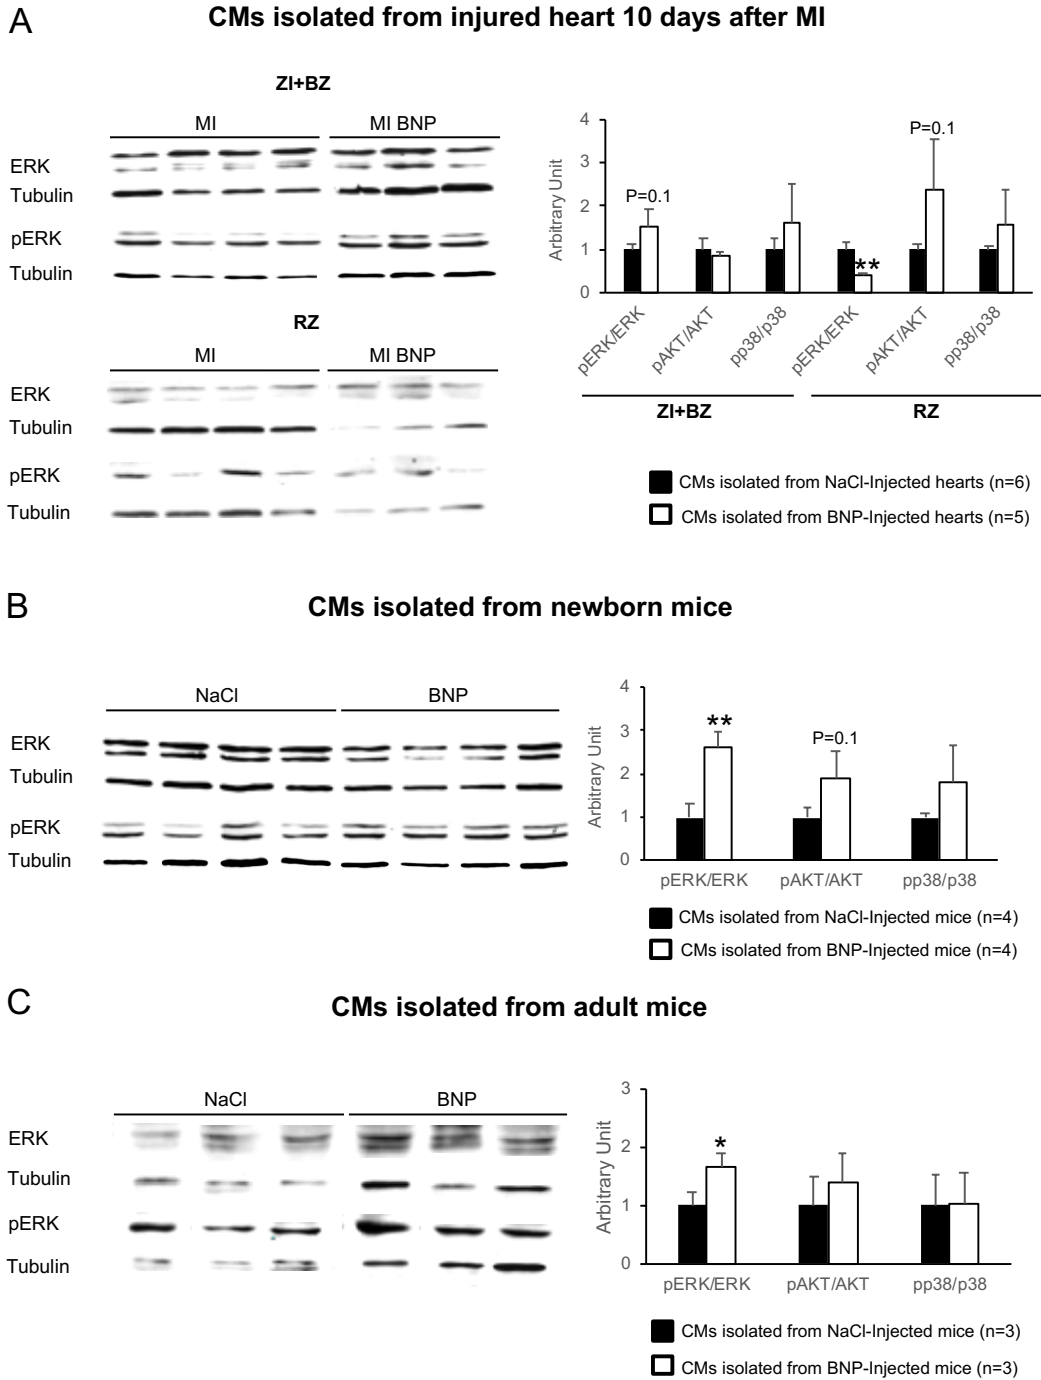 A
CMs isolated from injured heart 10 days after MI
ZI+BZ
MI
MI BNP
ERK
Tubulin
pERK
Tubulin
RZ
MI
MI BNP
ERK
Tubulin
pERK
Tubulin
Arbitrary Unit
4
3
2
1
0
P=0.1
**
P=0.1
pERK/ERK
pAKT/AKT
pp38/p38
pERK/ERK
pAKT/AKT
pp38/p38
ZI+BZ
RZ
CMs isolated from NaCl-Injected hearts (n=6)
CMs isolated from BNP-Injected hearts (n=5)
B
CMs isolated from newborn mice
NaCl
BNP
ERK
Tubulin
pERK
Tubulin
Arbitrary Unit
4
3
2
1
0
**
P=0.1
pERK/ERK
pAKT/AKT
pp38/p38
CMs isolated from NaCl-Injected mice (n=4)
CMs isolated from BNP-Injected mice (n=4)
C
CMs isolated from adult mice
NaCl
BNP
ERK
Tubulin
pERK
Tubulin
Arbitrary Unit
3
2
1
0
*
pERK/ERK
pAKT/AKT
pp38/p38
CMs isolated from NaCl-Injected mice (n=3)
CMs isolated from BNP-Injected mice (n=3)